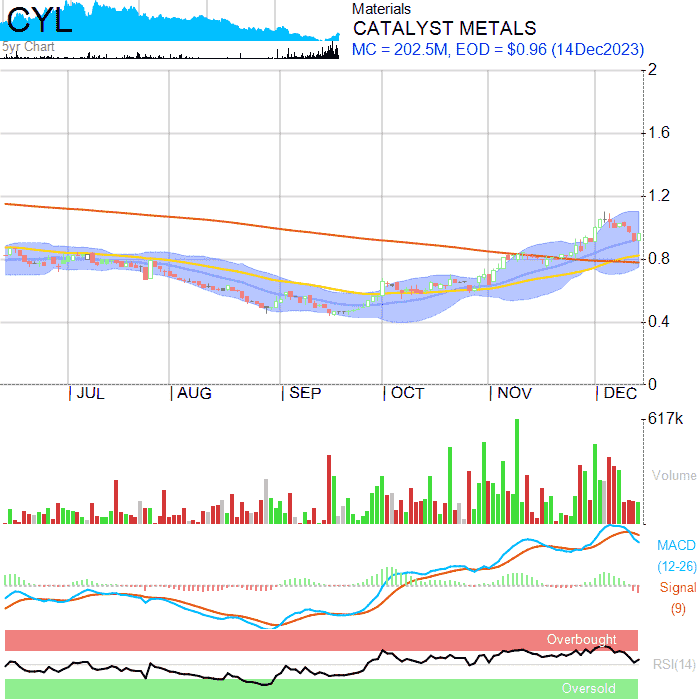 CYL
5yr Chart
Materials
CATALYST METALS
MC = 202.5M, EOD = $0.96 (14Dec2023)
2
1.6
1.2
0.8
0.4
0
JUL AUG SEP OCT NOV DEC
617k
Volume
MACD
(12-26)
Signal
(9)
Overbought
RSI(14)
Oversold